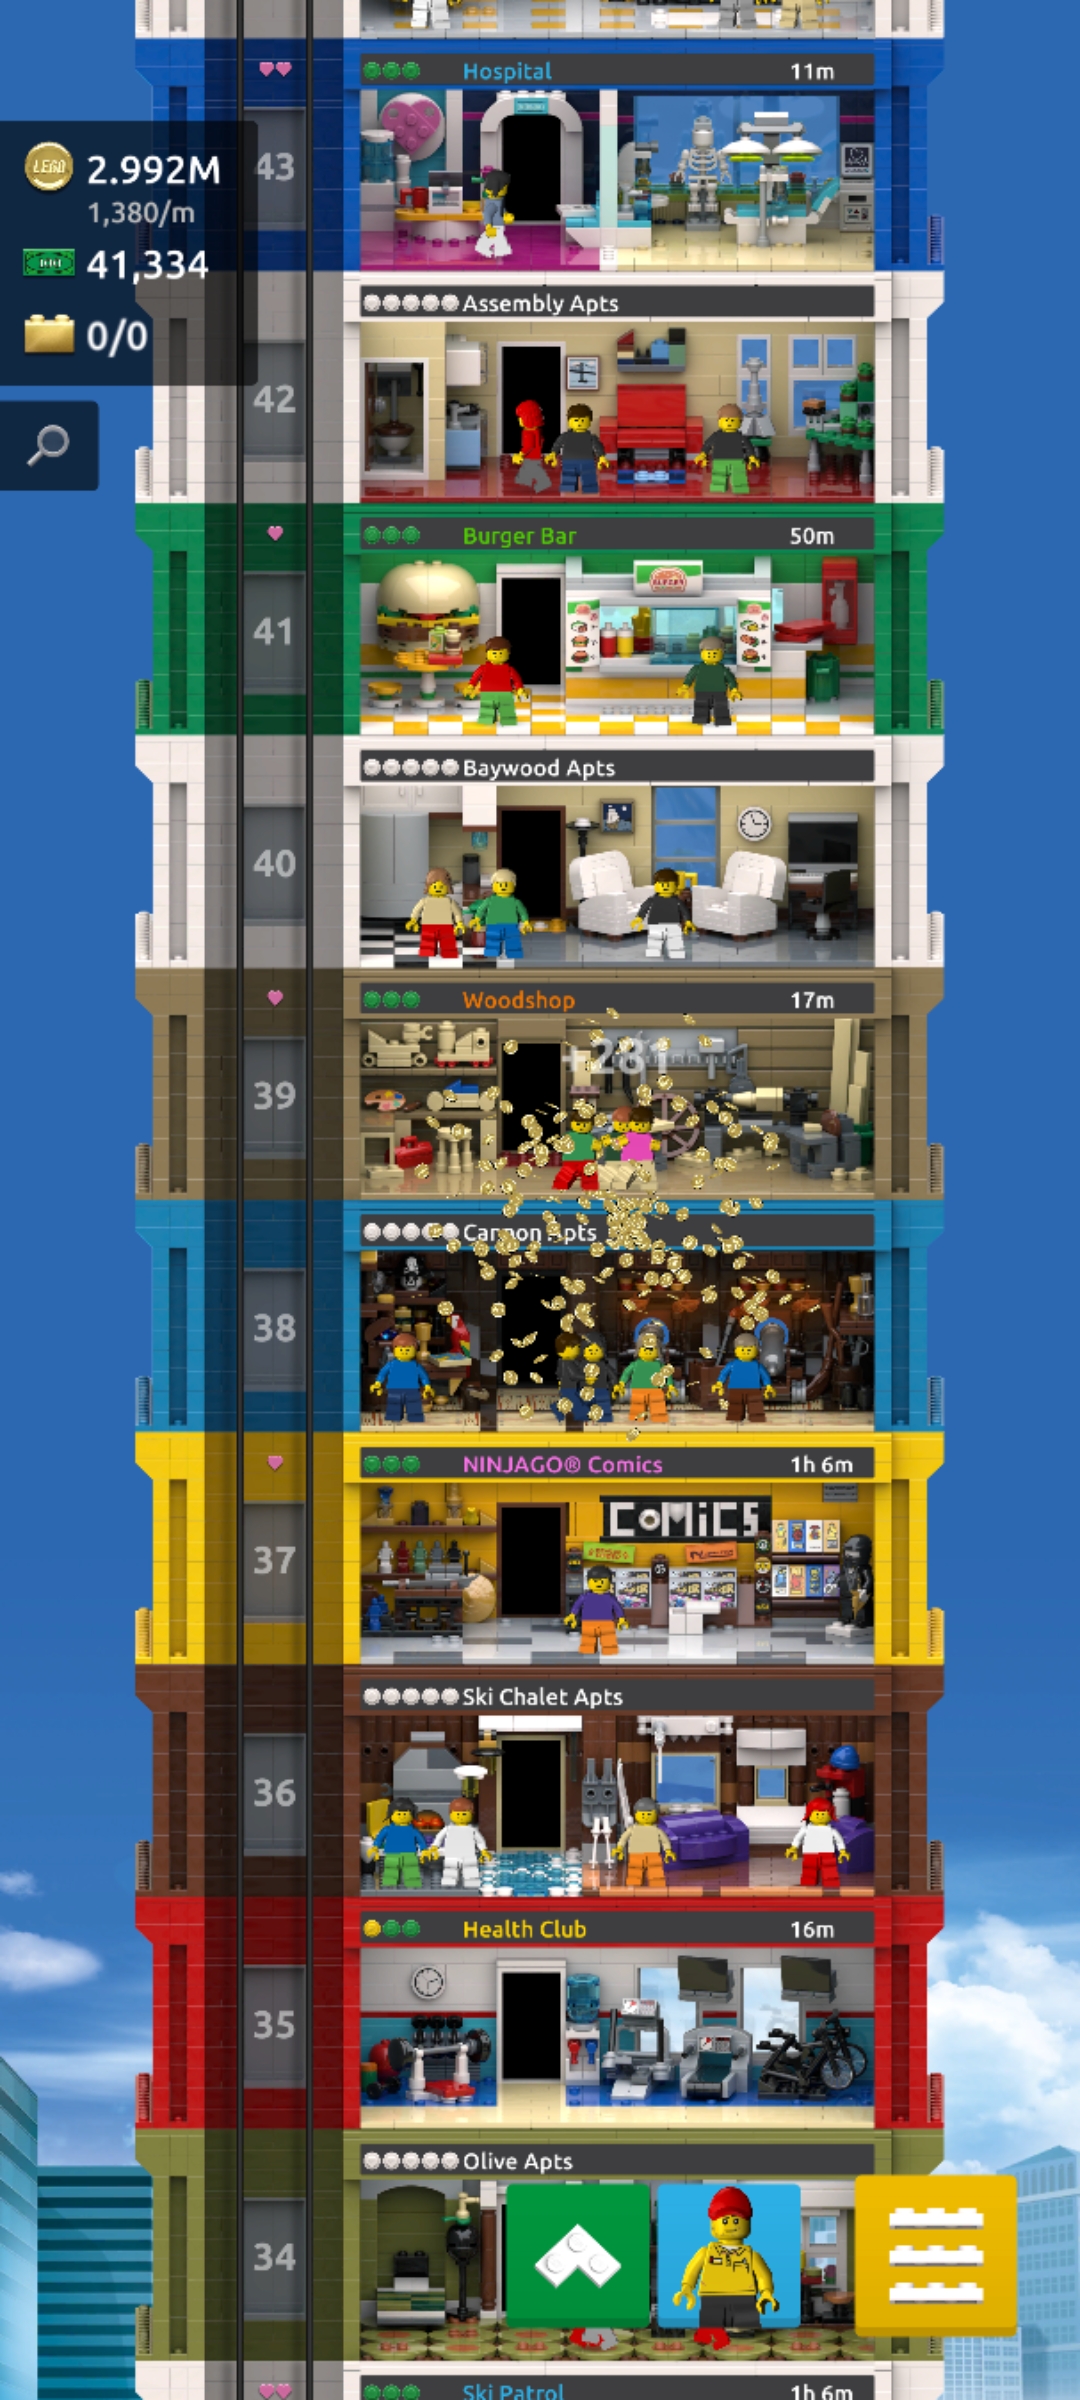 Hospital 11m
43
LEGO 2.992M
1,380/m
41,334
0/0
Assembly Apts
42
Burger Bar 50m
41
Baywood Apts
40
Woodshop 17m
+281
39
Cannon Apts
38
NINJAGO® Comics 1h 6m
COMICS
37
Ski Chalet Apts
36
Health Club 16m
35
Olive Apts
34
Ski Patrol 1h 6m